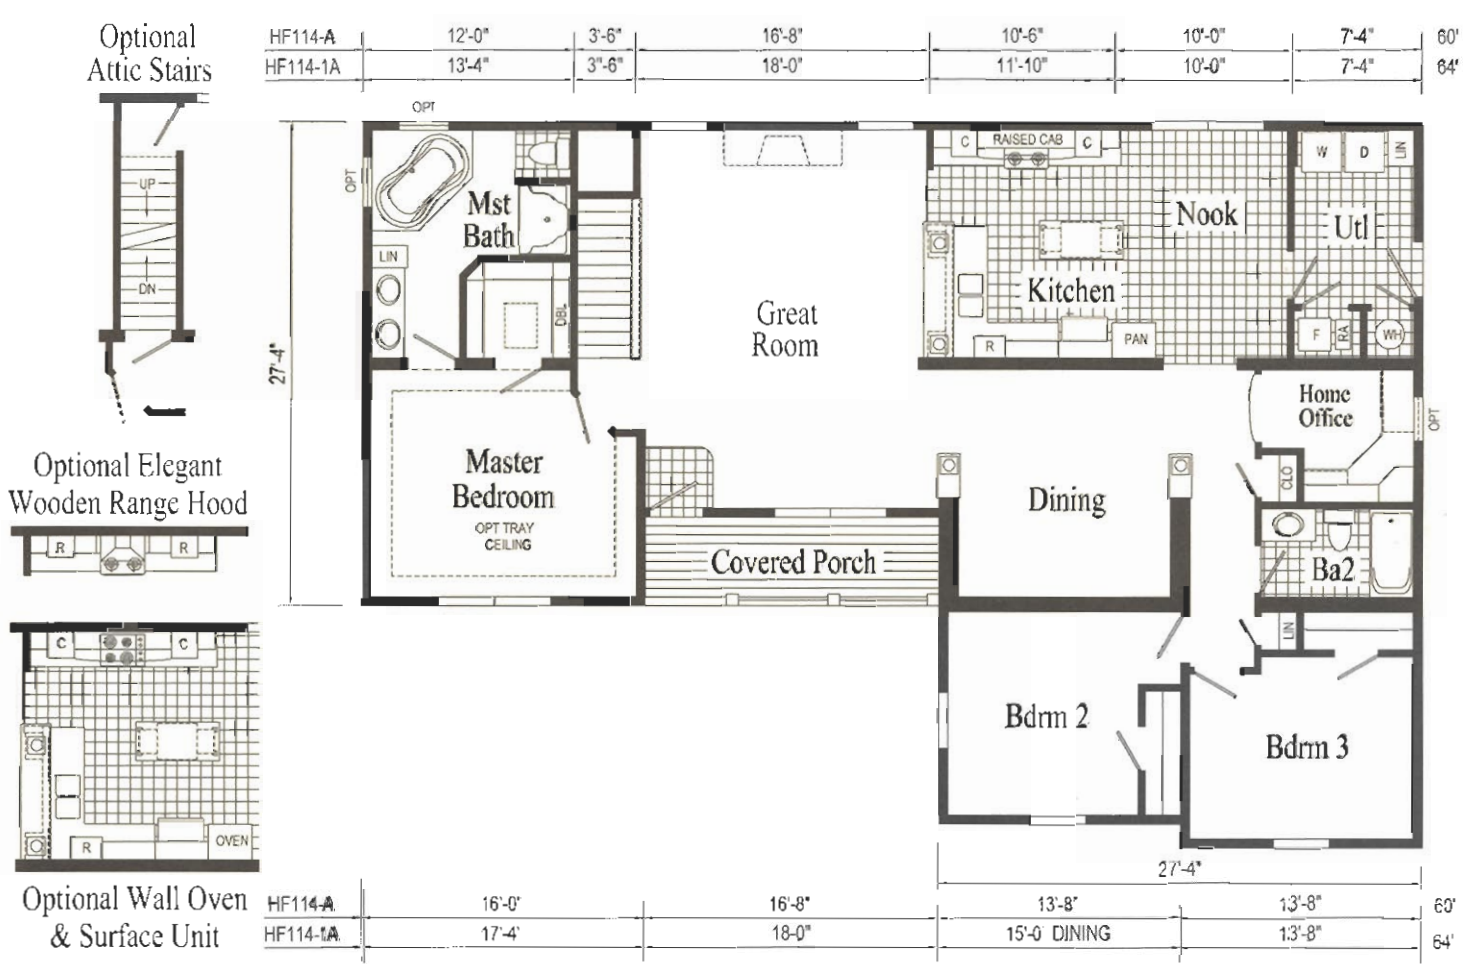 Optional
Attic Stairs
UP
DN
Optional Elegant
Wooden Range Hood
R
R
C
C
R
OVEN
Optional Wall Oven
& Surface Unit
HF114-A 12'-0" 3'-6" 16'-8" 10'-6" 10'-0" 7'-4" 60'
HF114-1A 13'-4" 3"-6" 18'-0" 11'-10" 10'-0" 7'-4" 64'
OPT
OPT
27'-4"
Mst
Bath
LIN
DBL
Great
Room
C RAISED CAB C
Nook
Kitchen
R
PAN
W D LIN
Utl
F RA WH
Master
Bedroom
OPT TRAY
CEILING
Home
Office
OPT
CLO
Dining
Covered Porch
Ba2
LIN
Bdrm 2
Bdrm 3
27'-4"
HF114-A 16'-0' 16'-8" 13'-8' 13'-8" 60'
HF114-1A 17'-4' 18-0" 15'-0 DINING 13'-8" 64'